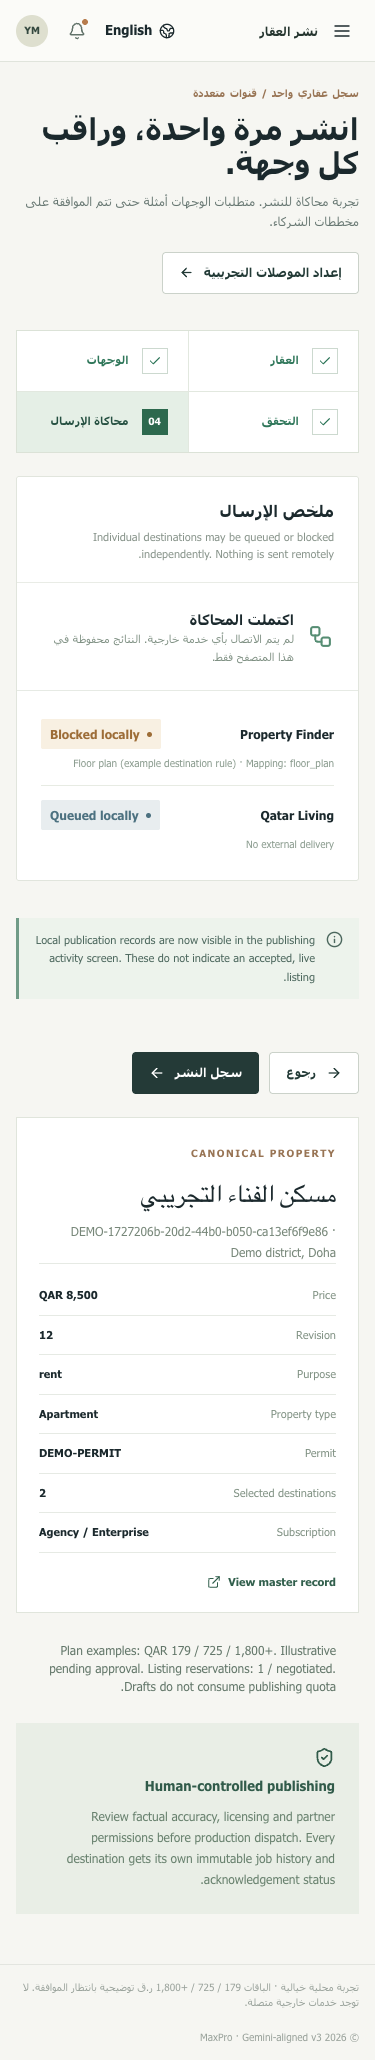 نشر العقار
English
YM
سجل عقاري واحد / قنوات متعددة
انشر مرة واحدة، وراقب
كل وجهة.
تجربة محاكاة للنشر. متطلبات الوجهات أمثلة حتى تتم الموافقة على
مخططات الشركاء.
إعداد الموصلات التجريبية
العقار
الوجهات
التحقق
04
محاكاة الإرسال
ملخص الإرسال
Individual destinations may be queued or blocked
independently. Nothing is sent remotely.
اكتملت المحاكاة
لم يتم الاتصال بأي خدمة خارجية. النتائج محفوظة في
هذا المتصفح فقط.
Property Finder
Blocked locally
Floor plan (example destination rule) · Mapping: floor_plan
Qatar Living
Queued locally
No external delivery
Local publication records are now visible in the publishing
activity screen. These do not indicate an accepted, live
listing.
رجوع
سجل النشر
CANONICAL PROPERTY
مسكن الفناء التجريبي
DEMO-1727206b-20d2-44b0-b050-ca13ef6f9e86 ·
Demo district, Doha
Price
QAR 8,500
Revision
12
Purpose
rent
Property type
Apartment
Permit
DEMO-PERMIT
Selected destinations
2
Subscription
Agency / Enterprise
View master record
Plan examples: QAR 179 / 725 / 1,800+. Illustrative
pending approval. Listing reservations: 1 / negotiated.
Drafts do not consume publishing quota.
Human-controlled publishing
Review factual accuracy, licensing and partner
permissions before production dispatch. Every
destination gets its own immutable job history and
acknowledgement status.
تجربة محلية خيالية · الباقات 179 / 725 / 1,800+ ر.ق توضيحية بانتظار الموافقة. لا
توجد خدمات خارجية متصلة.
© 2026 MaxPro · Gemini-aligned v3